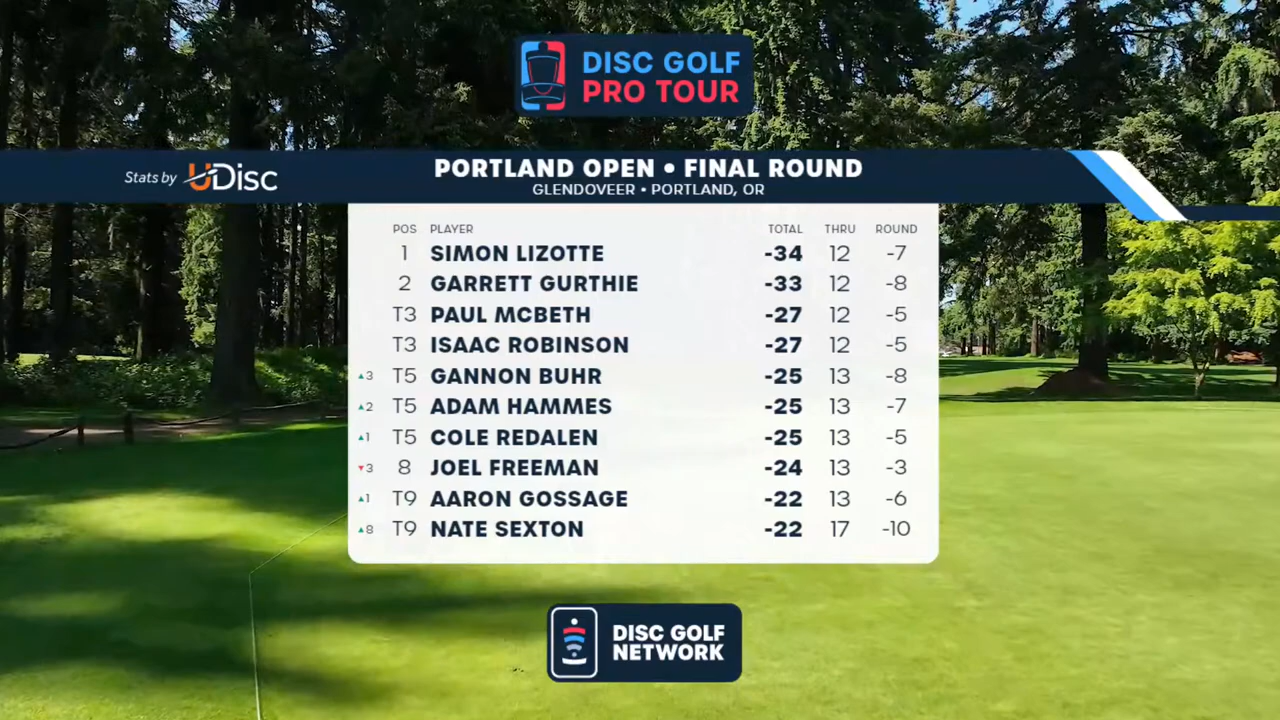 DISC GOLF
PRO TOUR
Stats by UDisc
PORTLAND OPEN • FINAL ROUND
GLENDOVEER • PORTLAND, OR
POS PLAYER TOTAL THRU ROUND
1 SIMON LIZOTTE -34 12 -7
2 GARRETT GURTHIE -33 12 -8
T3 PAUL MCBETH -27 12 -5
T3 ISAAC ROBINSON -27 12 -5
▲3 T5 GANNON BUHR -25 13 -8
▲2 T5 ADAM HAMMES -25 13 -7
▲1 T5 COLE REDALEN -25 13 -5
▼3 8 JOEL FREEMAN -24 13 -3
▲1 T9 AARON GOSSAGE -22 13 -6
▲8 T9 NATE SEXTON -22 17 -10
DISC GOLF
NETWORK